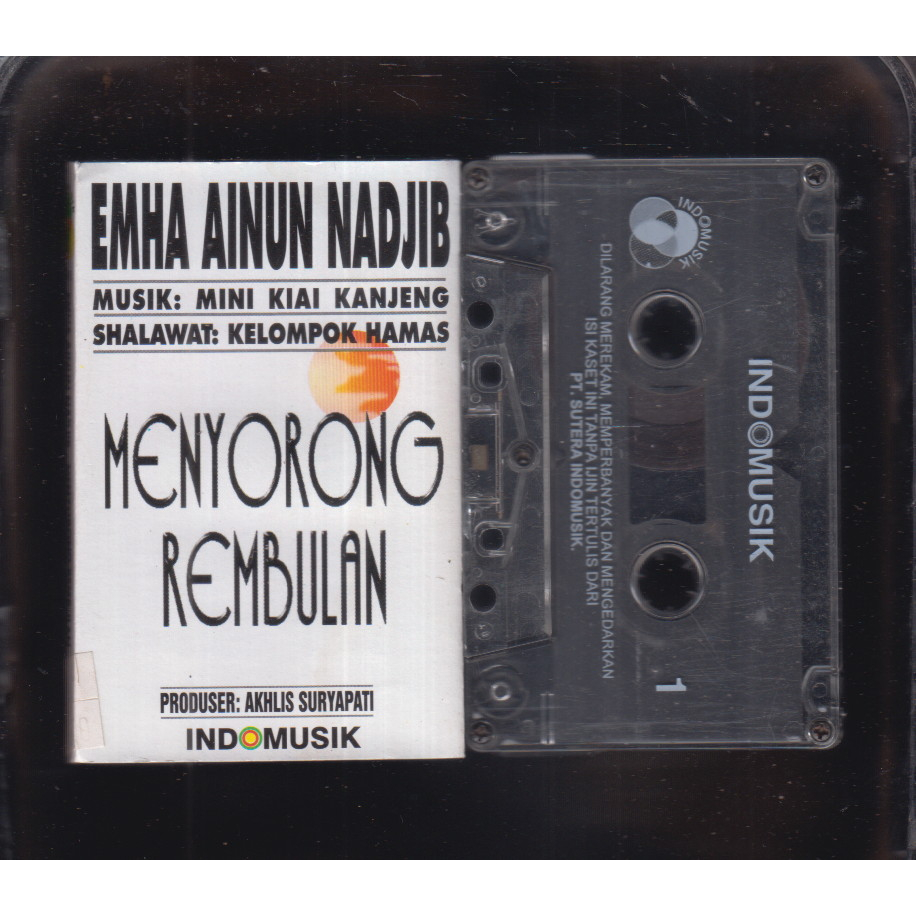 EMHA AINUN NADJIB
MUSIK: MINI KIAI KANJENG
SHALAWAT: KELOMPOK HAMAS
MENYORONG
REMBULAN
PRODUSER: AKHLIS SURYAPATI
INDOMUSIK
INDOMUSIK
INDOMUSIK
DILARANG MEREKAM, MEMPERBANYAK DAN MENGEDARKAN
ISI KASET INI TANPA IJIN TERTULIS DARI
PT. SUTERA INDOMUSIK.
1